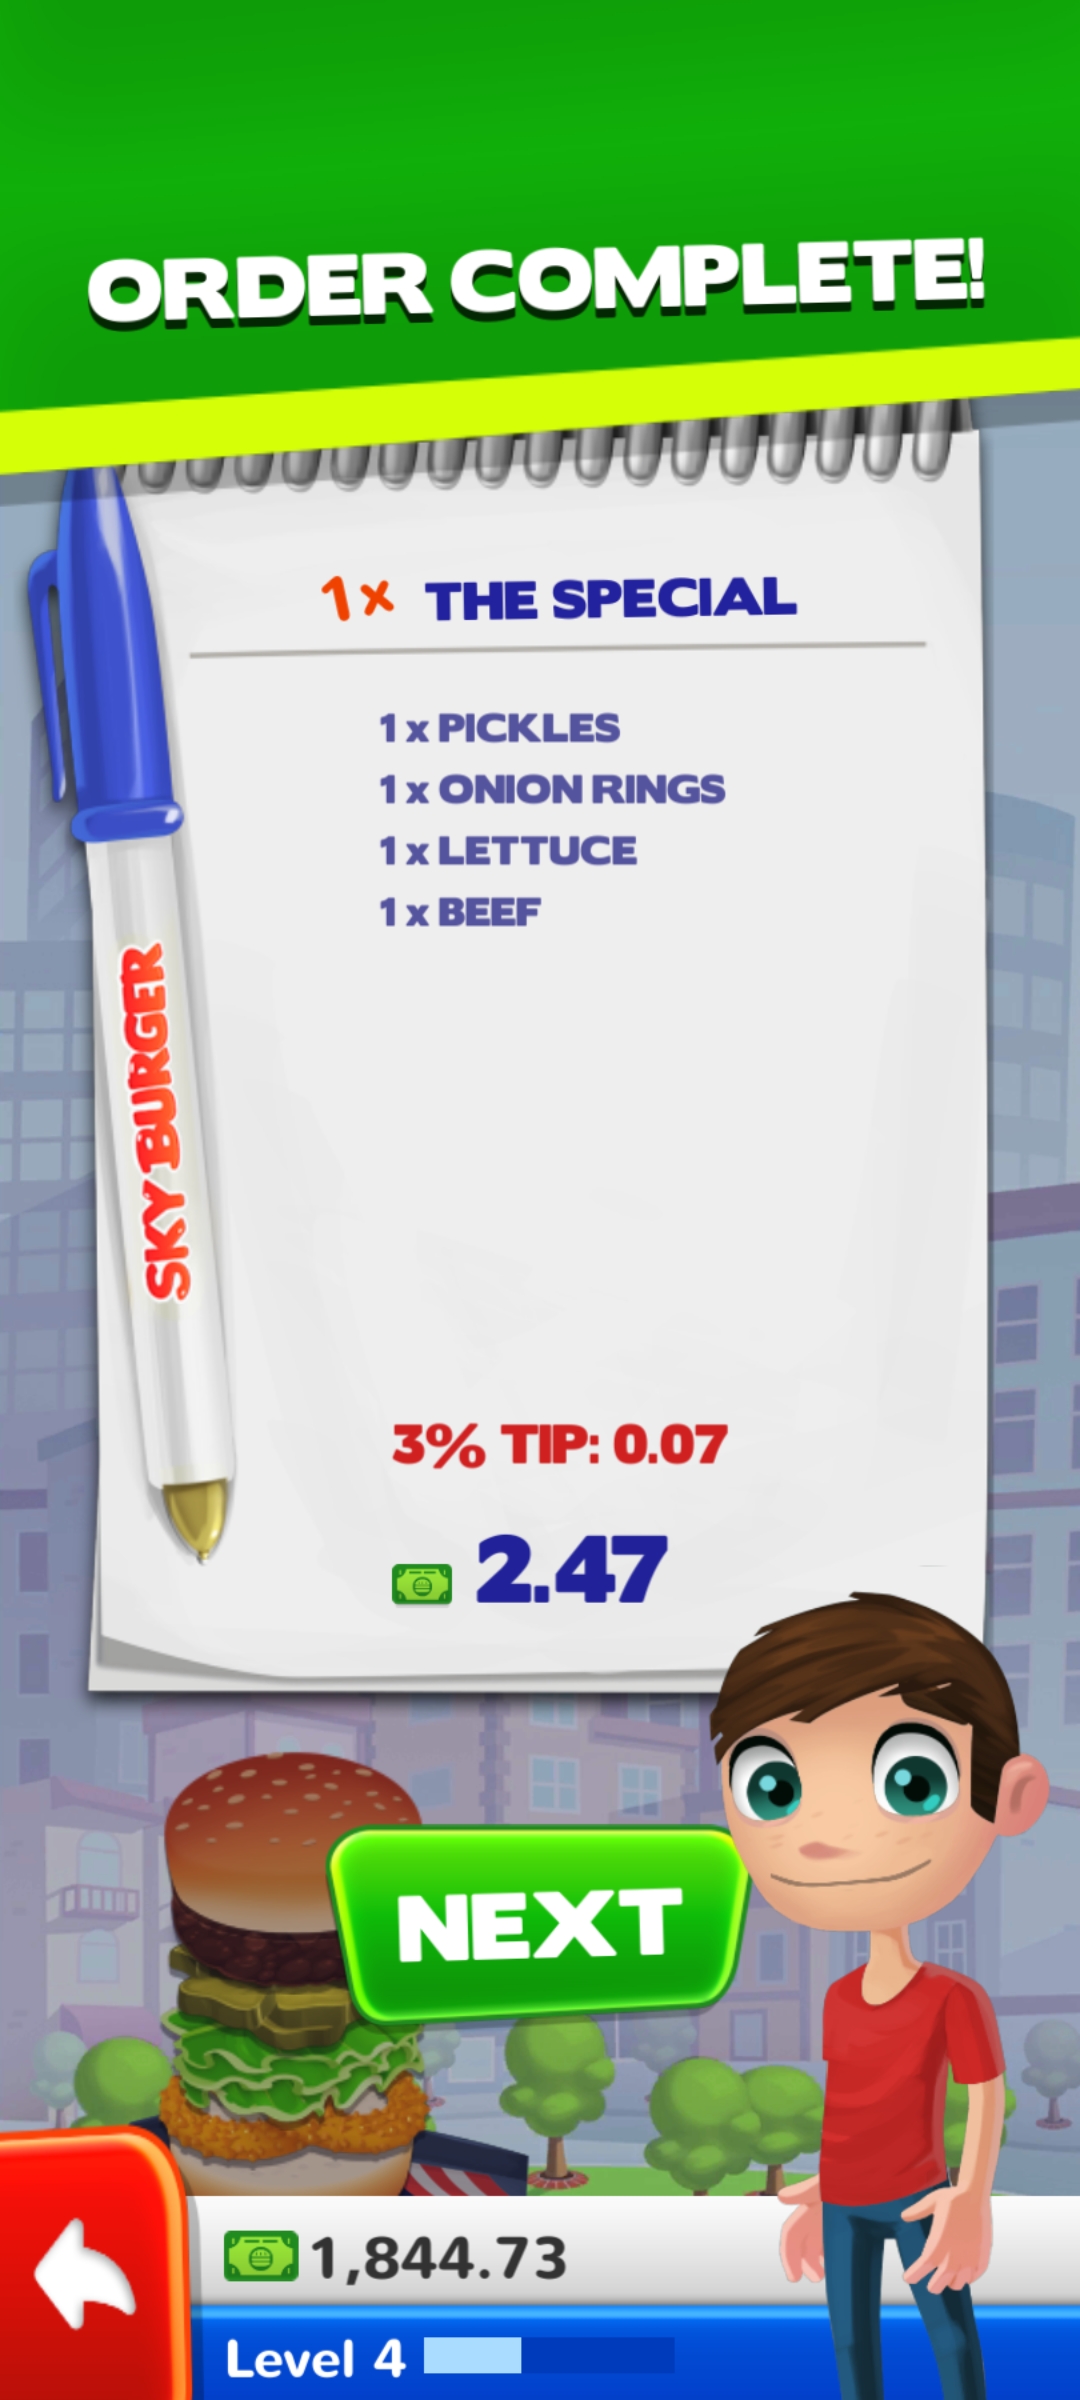 ORDER COMPLETE!
1x THE SPECIAL
1 x PICKLES
1 x ONION RINGS
1 x LETTUCE
1 x BEEF
SKY BURGER
3% TIP: 0.07
2.47
NEXT
1,844.73
Level 4